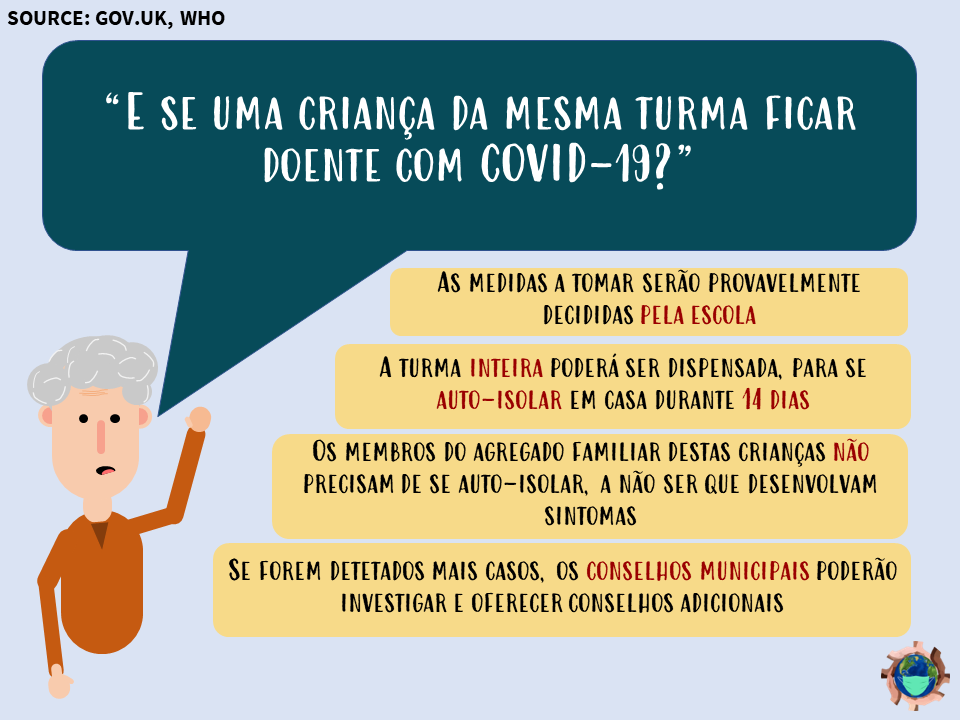 SOURCE: GOV.UK, WHO
“E SE UMA CRIANÇA DA MESMA TURMA FICAR
DOENTE COM COVID-19?”
AS MEDIDAS A TOMAR SERÃO PROVAVELMENTE
DECIDIDAS PELA ESCOLA
A TURMA INTEIRA PODERÁ SER DISPENSADA, PARA SE
AUTO-ISOLAR EM CASA DURANTE 14 DIAS
OS MEMBROS DO AGREGADO FAMILIAR DESTAS CRIANÇAS NÃO
PRECISAM DE SE AUTO-ISOLAR, A NÃO SER QUE DESENVOLVAM
SINTOMAS
SE FOREM DETETADOS MAIS CASOS, OS CONSELHOS MUNICIPAIS PODERÃO
INVESTIGAR E OFERECER CONSELHOS ADICIONAIS